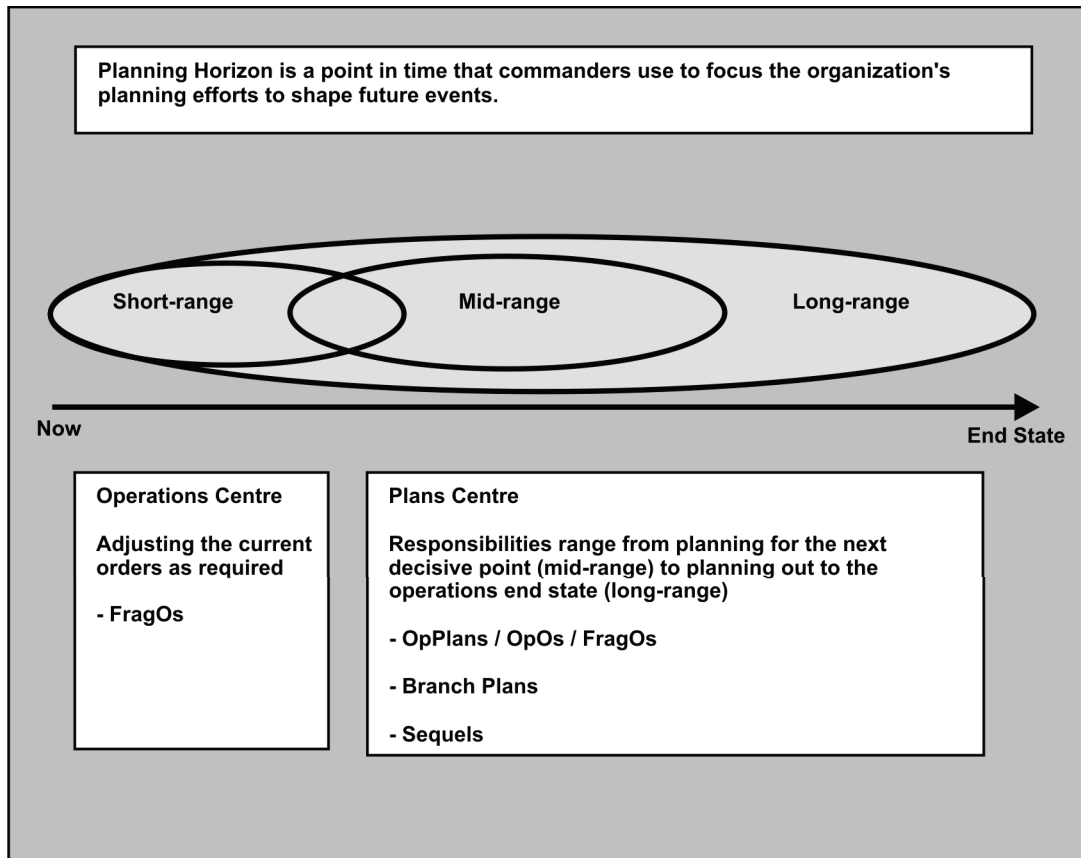 Planning Horizon is a point in time that commanders use to focus the organization's
planning efforts to shape future events.
Short-range
Mid-range
Long-range
Now
End State
Operations Centre
Adjusting the current
orders as required
- FragOs
Plans Centre
Responsibilities range from planning for the next
decisive point (mid-range) to planning out to the
operations end state (long-range)
- OpPlans / OpOs / FragOs
- Branch Plans
- Sequels